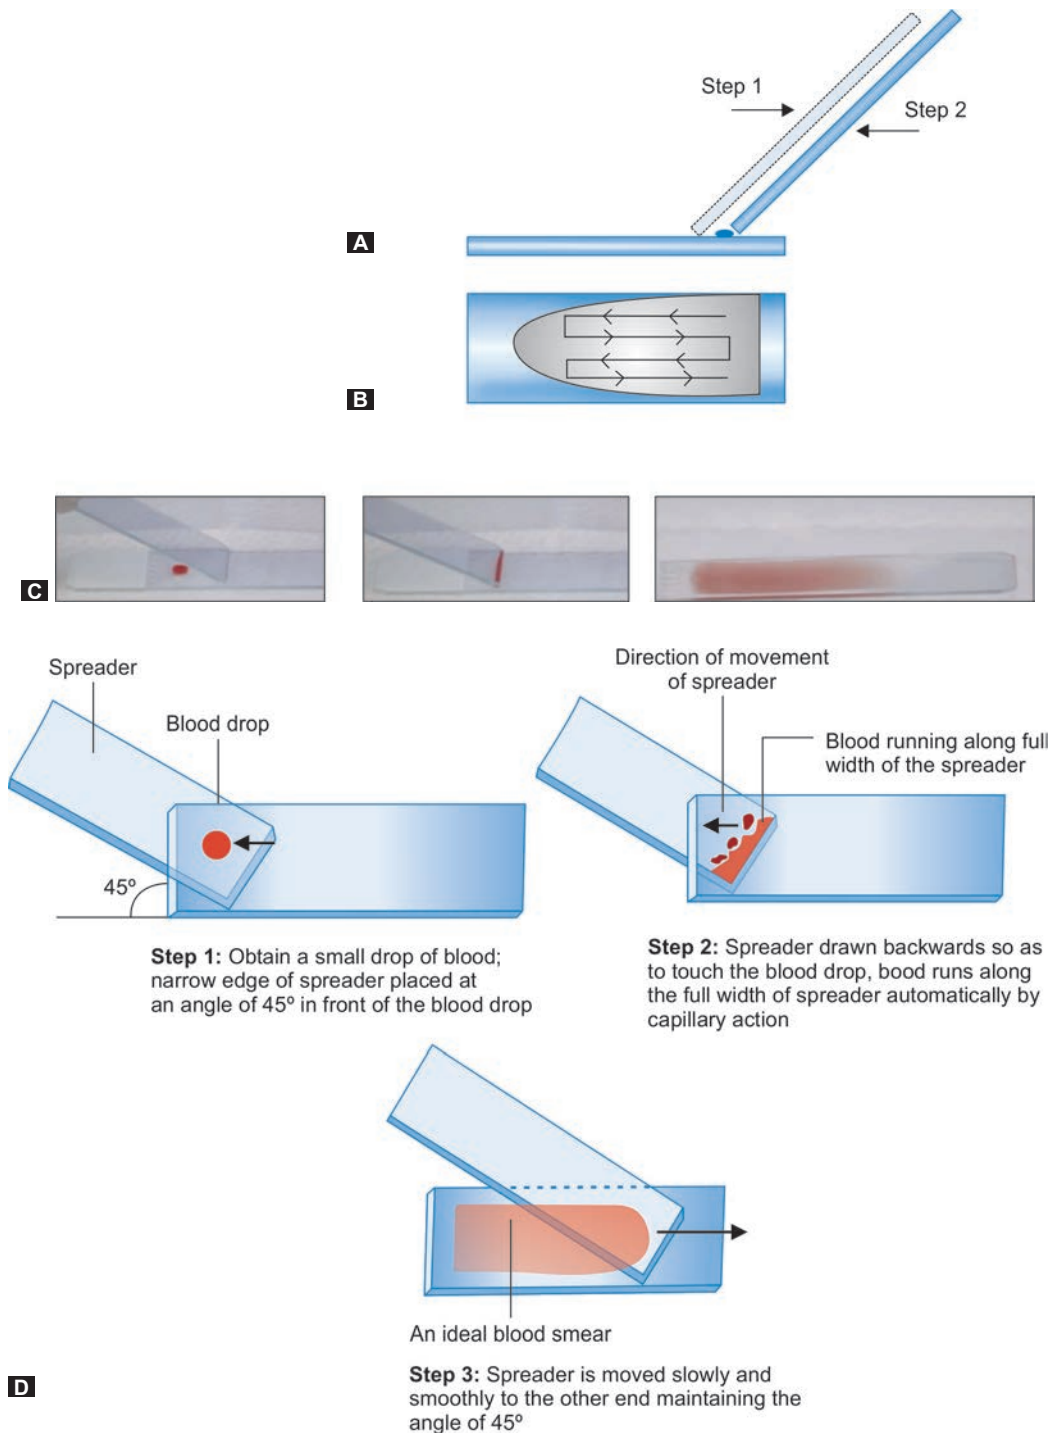 Step 1
Step 2
A
B
C
Spreader
Blood drop
45º
Step 1: Obtain a small drop of blood;
narrow edge of spreader placed at
an angle of 45º in front of the blood drop
Direction of movement
of spreader
Blood running along full
width of the spreader
Step 2: Spreader drawn backwards so as
to touch the blood drop, bood runs along
the full width of spreader automatically by
capillary action
An ideal blood smear
D
Step 3: Spreader is moved slowly and
smoothly to the other end maintaining the
angle of 45º